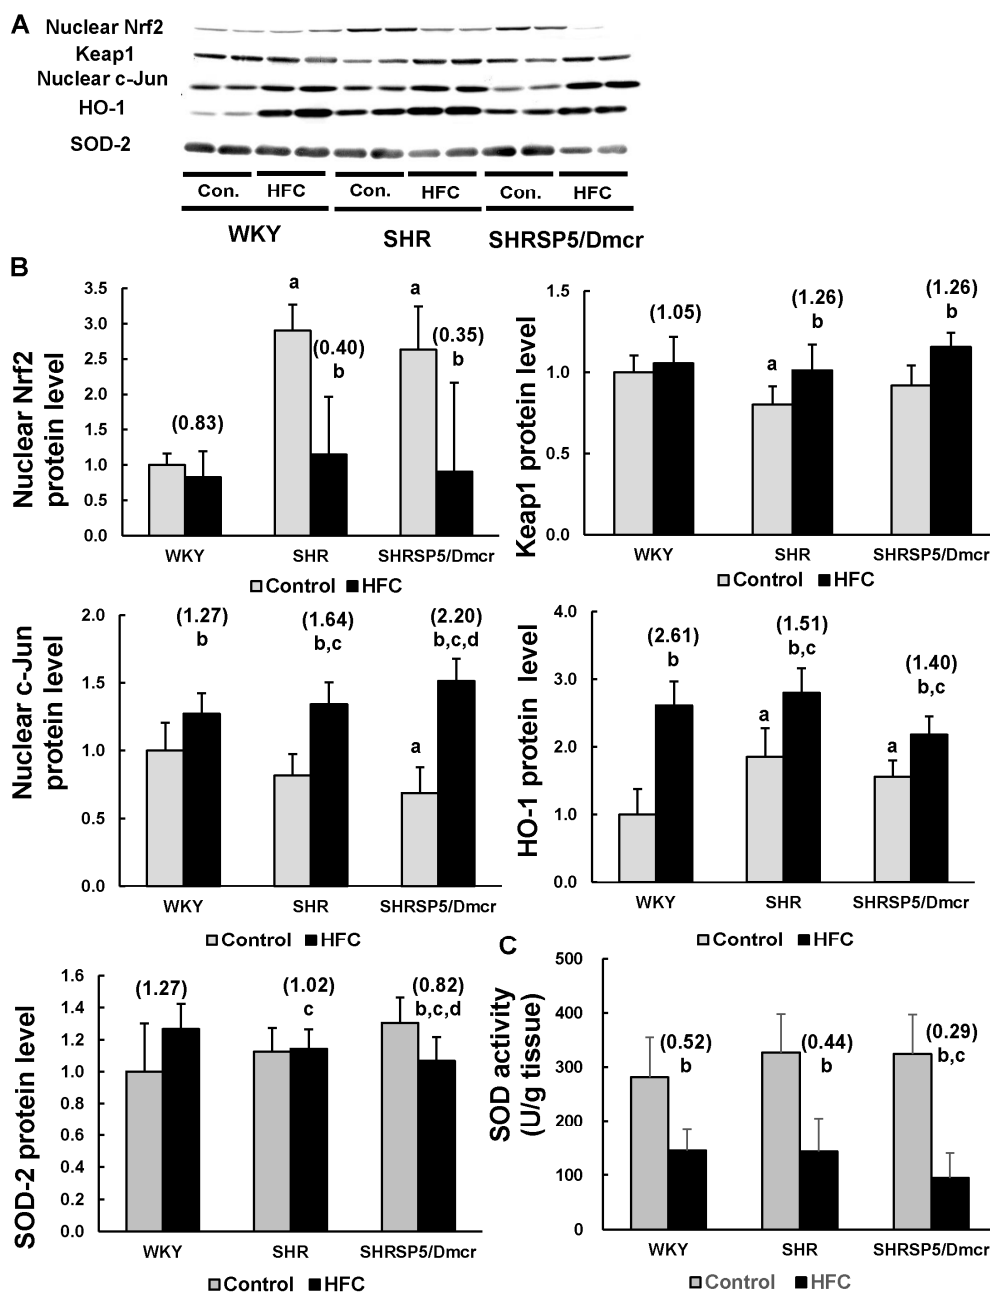 A
Nuclear Nrf2
Keap1
Nuclear c-Jun
HO-1
SOD-2
Con. HFC Con. HFC Con. HFC
WKY SHR SHRSP5/Dmcr
B
Nuclear Nrf2
protein level
3.5
3.0
2.5
2.0
1.5
1.0
0.5
0.0
(0.83)
a
(0.40)
b
a
(0.35)
b
WKY SHR SHRSP5/Dmcr
Control HFC
Keap1 protein level
1.5
1.0
0.5
0.0
(1.05)
a
(1.26)
b
(1.26)
b
WKY SHR SHRSP5/Dmcr
Control HFC
Nuclear c-Jun
protein level
2.0
1.5
1.0
0.5
0.0
(1.27)
b
(1.64)
b,c
a
(2.20)
b,c,d
WKY SHR SHRSP5/Dmcr
Control HFC
HO-1 protein level
4.0
3.0
2.0
1.0
0.0
(2.61)
b
a
(1.51)
b,c
a
(1.40)
b,c
WKY SHR SHRSP5/Dmcr
Control HFC
SOD-2 protein level
1.6
1.4
1.2
1.0
0.8
0.6
0.4
0.2
0.0
(1.27)
(1.02)
c
(0.82)
b,c,d
WKY SHR SHRSP5/Dmcr
Control HFC
C
SOD activity
(U/g tissue)
500
400
300
200
100
0
(0.52)
b
(0.44)
b
(0.29)
b,c
WKY SHR SHRSP5/Dmcr
Control HFC